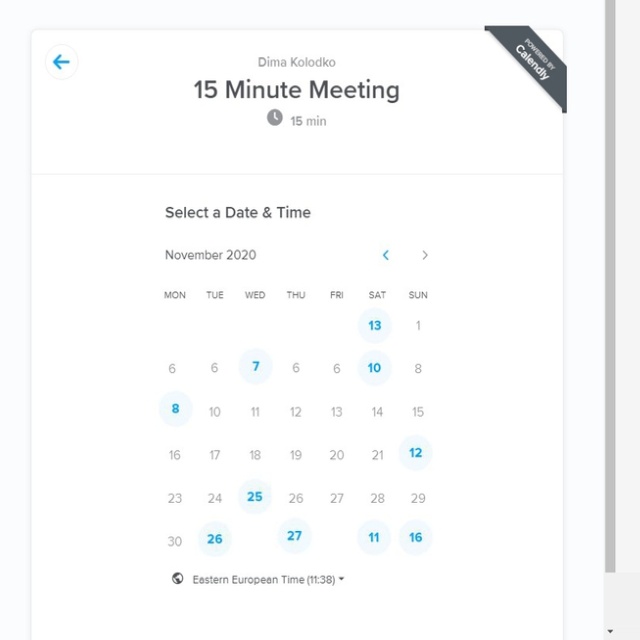 POWERED BY
Calendly
Dima Kolodko
15 Minute Meeting
15 min
Select a Date & Time
November 2020
MON TUE WED THU FRI SAT SUN
13 1
6 6 7 6 6 10 8
8 10 11 12 13 14 15
16 17 18 19 20 21 12
23 24 25 26 27 28 29
30 26 27 11 16
Eastern European Time (11:38)